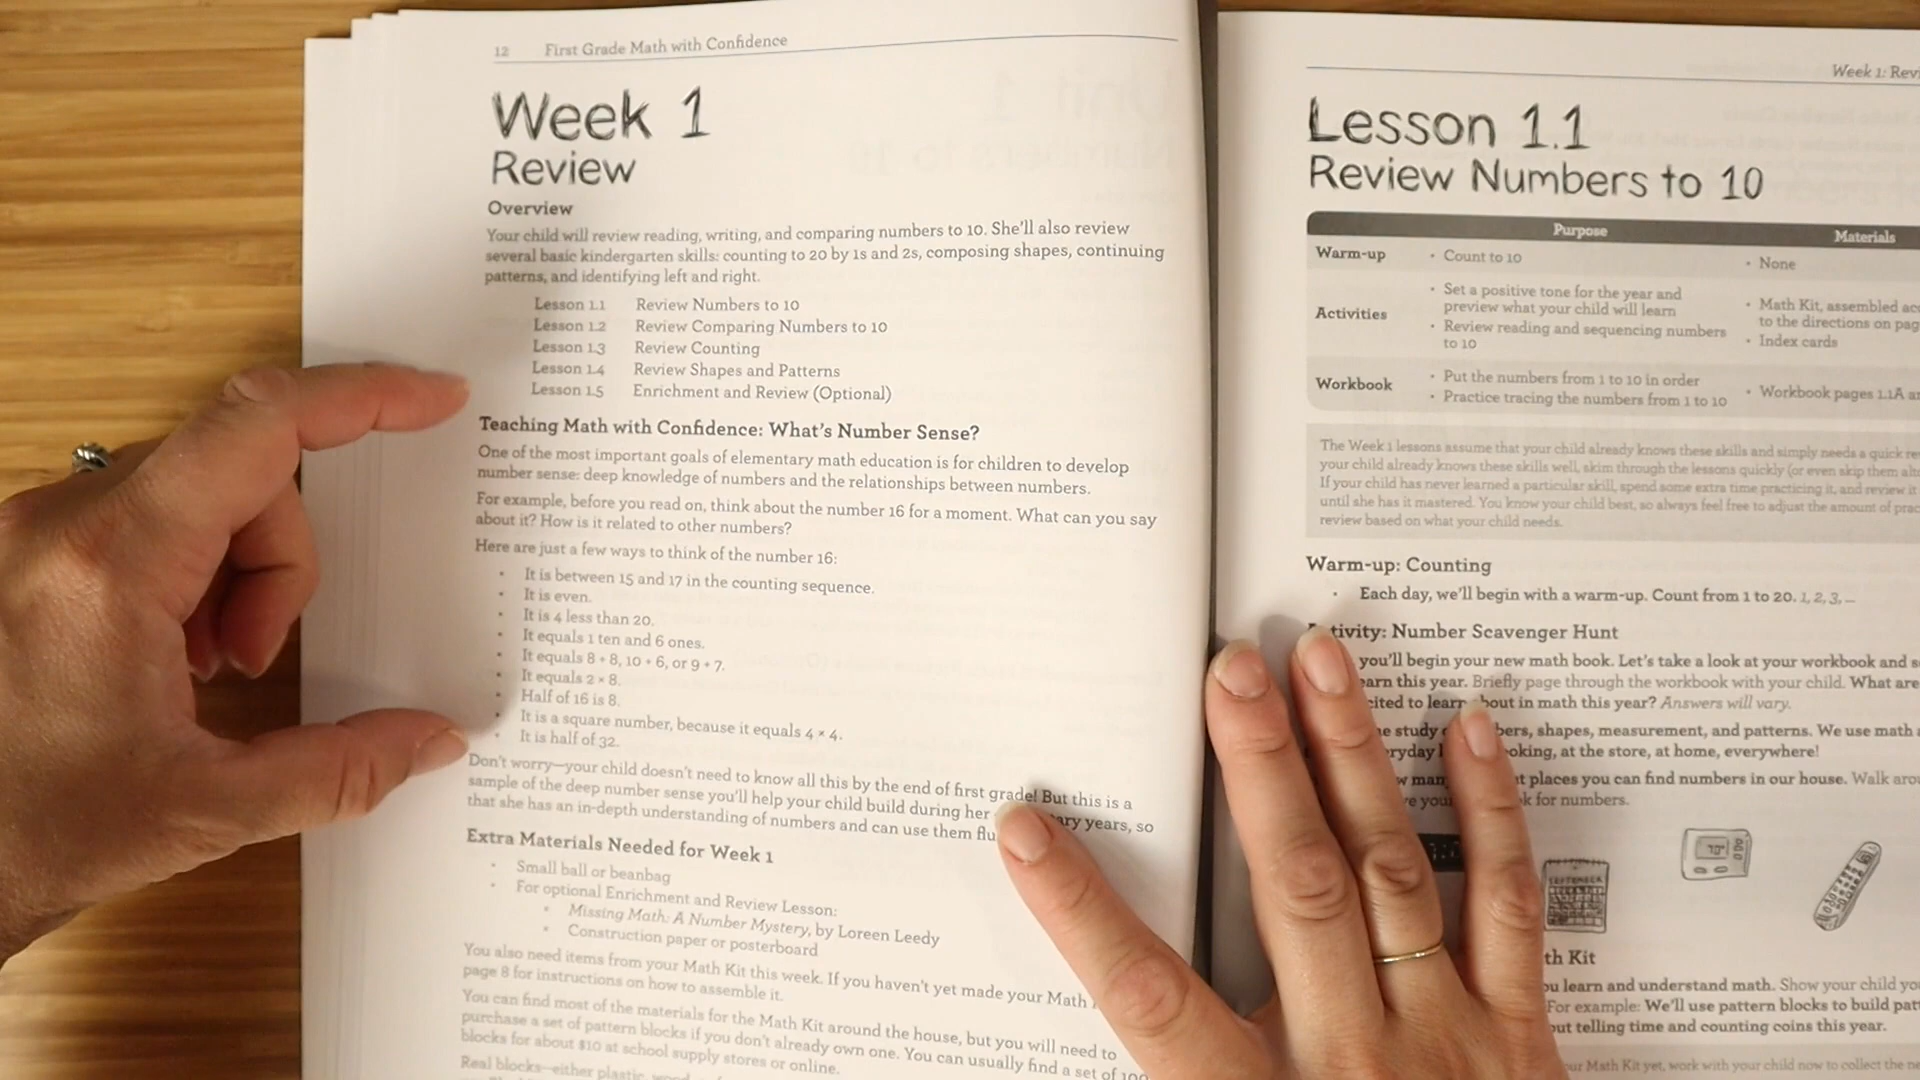 12 First Grade Math with Confidence
Week 1
Review
Overview
Your child will review reading, writing, and comparing numbers to 10. She'll also review
several basic kindergarten skills: counting to 20 by 1s and 2s, composing shapes, continuing
patterns, and identifying left and right.
Lesson 1.1 Review Numbers to 10
Lesson 1.2 Review Comparing Numbers to 10
Lesson 1.3 Review Counting
Lesson 1.4 Review Shapes and Patterns
Lesson 1.5 Enrichment and Review (Optional)
Teaching Math with Confidence: What's Number Sense?
One of the most important goals of elementary math education is for children to develop
number sense: deep knowledge of numbers and the relationships between numbers.
For example, before you read on, think about the number 16 for a moment. What can you say
about it? How is it related to other numbers?
Here are just a few ways to think of the number 16:
• It is between 15 and 17 in the counting sequence.
• It is even.
• It is 4 less than 20.
• It equals 1 ten and 6 ones.
• It equals 8 + 8, 10 + 6, or 9 + 7.
• It equals 2 × 8.
• Half of 16 is 8.
• It is a square number, because it equals 4 × 4.
• It is half of 32.
Don't worry—your child doesn't need to know all this by the end of first grade! But this is a
sample of the deep number sense you'll help your child build during her years, so
that she has an in-depth understanding of numbers and can use them
Extra Materials Needed for Week 1
• Small ball or beanbag
• For optional Enrichment and Review Lesson:
• Missing Math: A Number Mystery, by Loreen Leedy
• Construction paper or posterboard
You also need items from your Math Kit this week. If you haven't yet made your Math
page 8 for instructions on how to assemble it.
You can find most of the materials for the Math Kit around the house, but you will need to
purchase a set of pattern blocks if you don't already own one. You can usually find a set of 100
blocks for about $10 at school supply stores or online.
Real blocks—either plastic
Week 1:
Lesson 1.1
Review Numbers to 10
Purpose Materials
Warm-up • Count to 10 • None
Activities • Set a positive tone for the year and
preview what your child will learn
• Review reading and sequencing numbers
to 10
• Math Kit, assembled
to the directions on
• Index cards
Workbook • Put the numbers from 1 to 10 in order
• Practice tracing the numbers from 1 to 10
• Workbook pages 1.1A
The Week 1 lessons assume that your child already knows these skills and simply needs a quick
your child already knows these skills well, skim through the lessons quickly (or even skip them
If your child has never learned a particular skill, spend some extra time practicing it, and review it
until she has it mastered. You know your child best, so always feel free to adjust the amount of
review based on what your child needs.
Warm-up: Counting
• Each day, we'll begin with a warm-up. Count from 1 to 20. 1, 2, 3, ...
Activity: Number Scavenger Hunt
you'll begin your new math book. Let's take a look at your workbook and
this year. Briefly page through the workbook with your child. What are
to learn about in math this year? Answers will vary.
study shapes, measurement, and patterns. We use math
at the store, at home, everywhere!
places you can find numbers in our house. Walk
for numbers.
SEPTEMBER
Kit
learn and understand math. Show your child
For example: We'll use pattern blocks to build
telling time and counting coins this year.
Math Kit yet, work with your child now to collect the